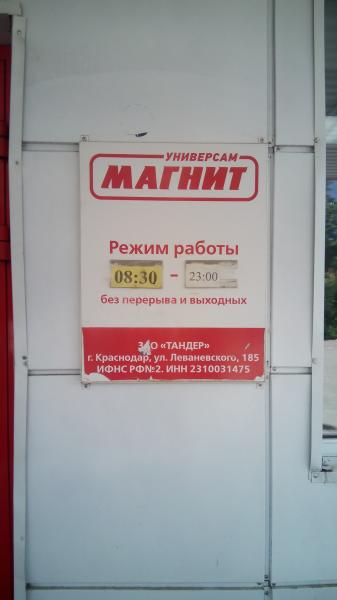 УНИВЕРСАМ
МАГНИТ
Режим работы
08:30 - 23:00
без перерыва и выходных
ЗАО «ТАНДЕР»
г. Краснодар, ул. Леваневского, 185
ИФНС РФ№2. ИНН 2310031475